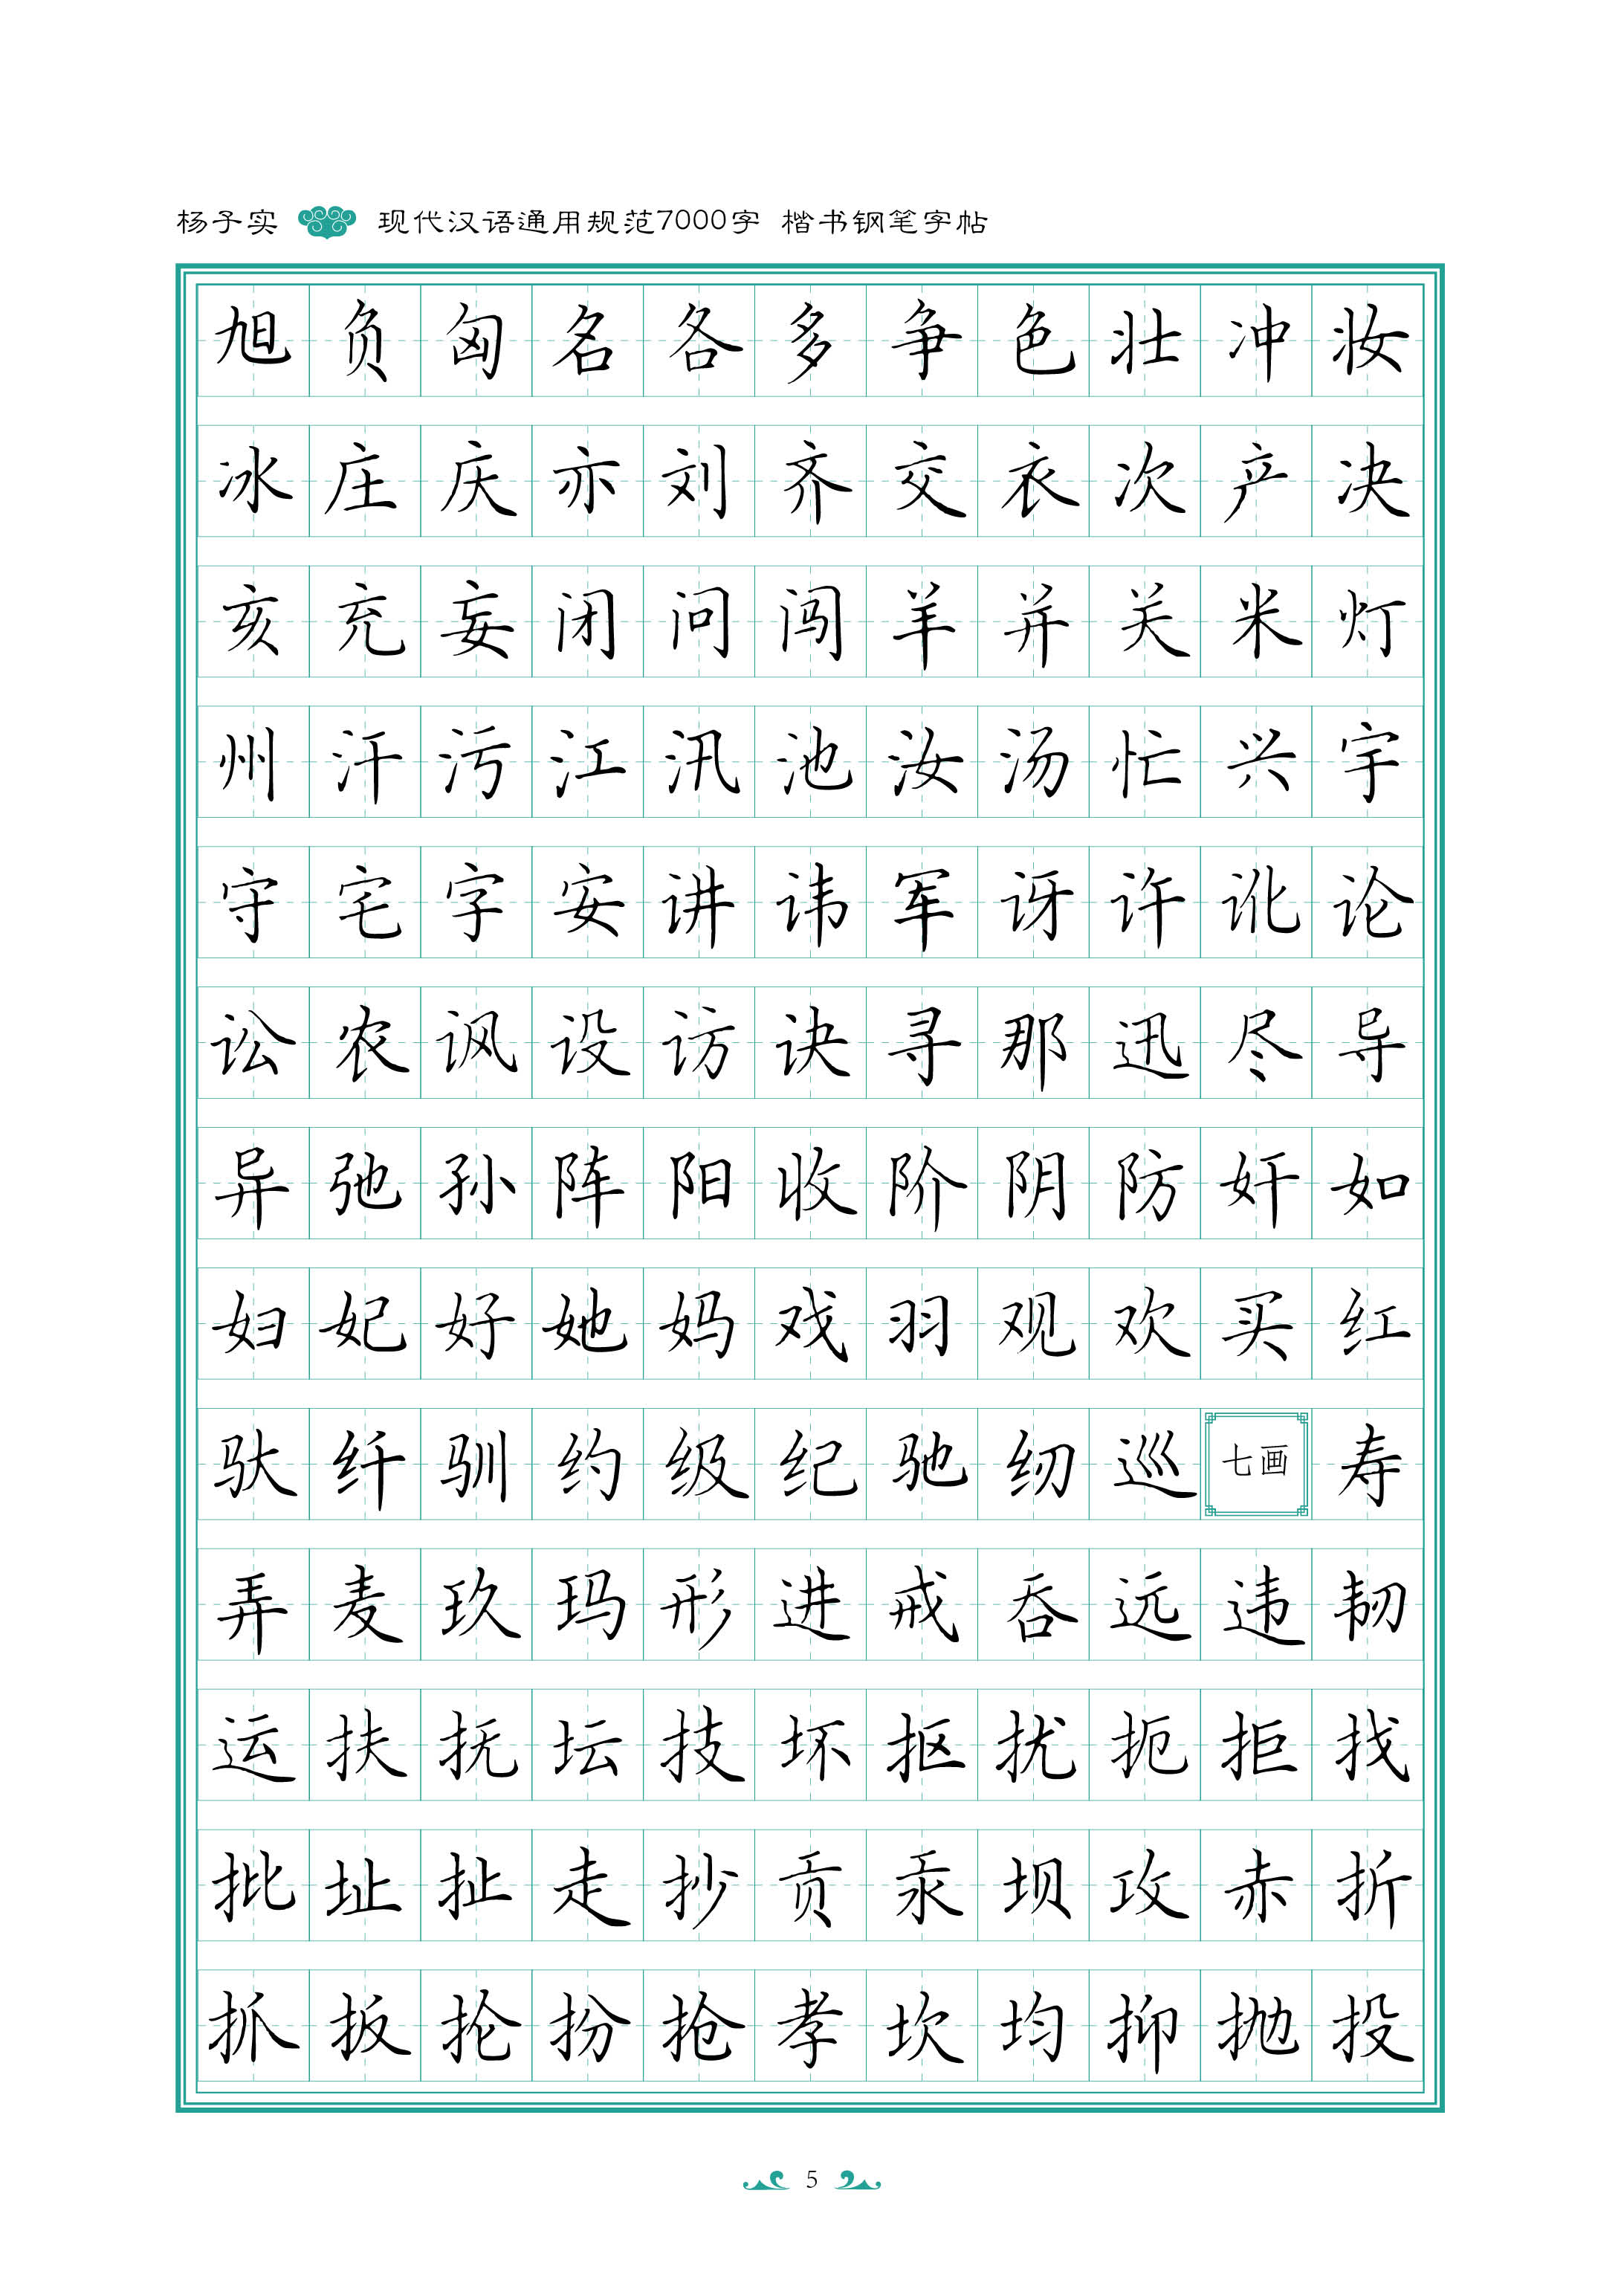 杨子实 现代汉语通用规范7000字 楷书钢笔字帖
旭负匈名各多争色壮冲妆
冰庄庆亦刘齐交衣次产决
亥充妄闭问闯羊并关米灯
州汗污江汛池汝汤忙兴宇
守宅字安讲讳军讶许讹论
讼农讽设访诀寻那迅尽导
异弛孙阵阳收阶阴防奸如
妇妃好她妈戏羽观欢买红
驮纤驯约级纪驰纫巡七画寿
弄麦玖玛形进戒吞远违韧
运扶抚坛技坏抠扰扼拒找
批址扯走抄贡汞坝攻赤折
抓扳抡扮抢孝坎均抑抛投
5